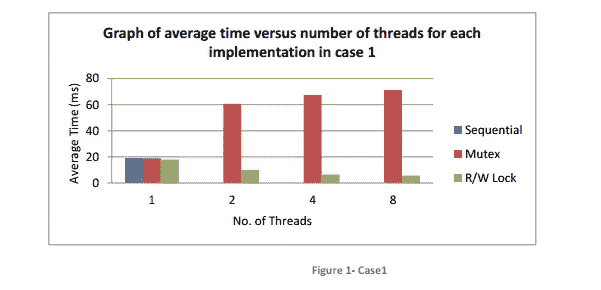 Graph of average time versus number of threads for each
implementation in case 1
80
60
40
20
0
Average Time (ms)
1 2 4 8
No. of Threads
Sequential
Mutex
R/W Lock
Figure 1- Case1